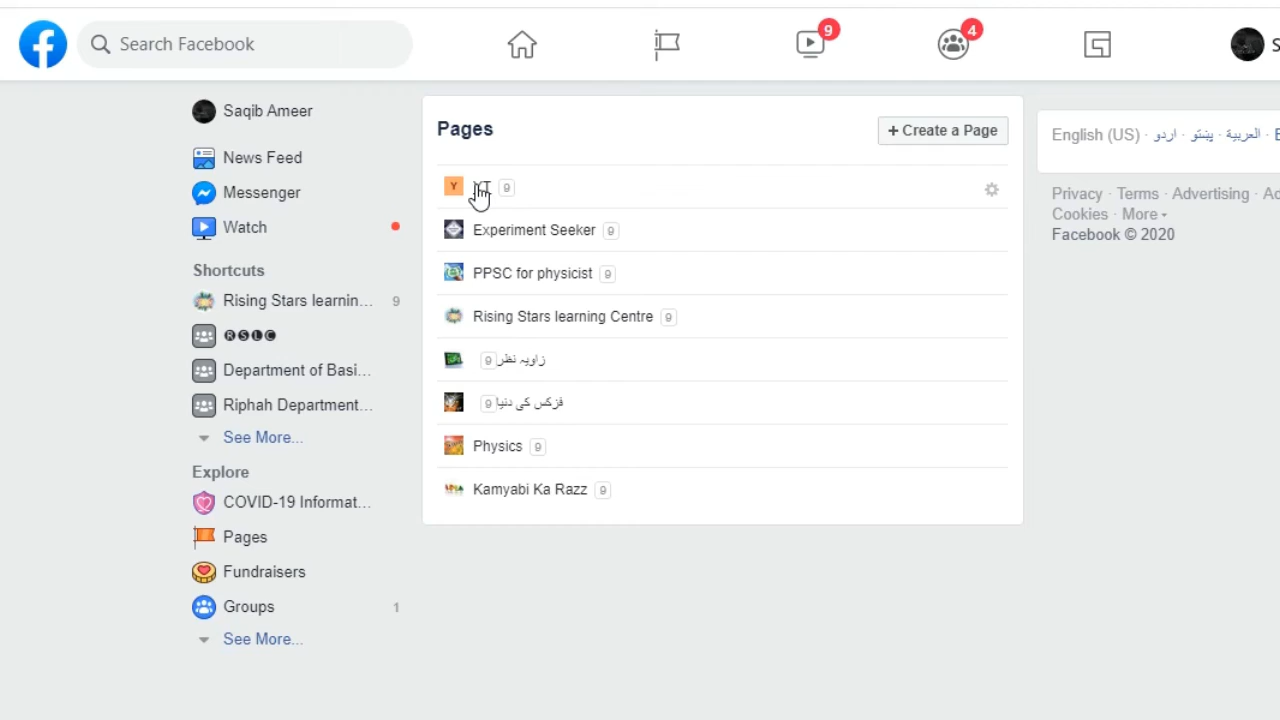 Search Facebook
9
4
S
Saqib Ameer
News Feed
Messenger
Watch
Shortcuts
Rising Stars learnin... 9
🅡🅢🅛🅒
Department of Basi...
Riphah Department...
See More...
Explore
COVID-19 Informat...
Pages
Fundraisers
Groups 1
See More...
Pages
+ Create a Page
Y
9
Experiment Seeker 9
PPSC for physicist 9
Rising Stars learning Centre 9
زاویہ نظر 9
فزکس کی دنیا 9
Physics 9
Kamyabi Ka Razz 9
English (US) · اردو · پښتو · العربية · E
Privacy · Terms · Advertising · Ad
Cookies · More
Facebook © 2020